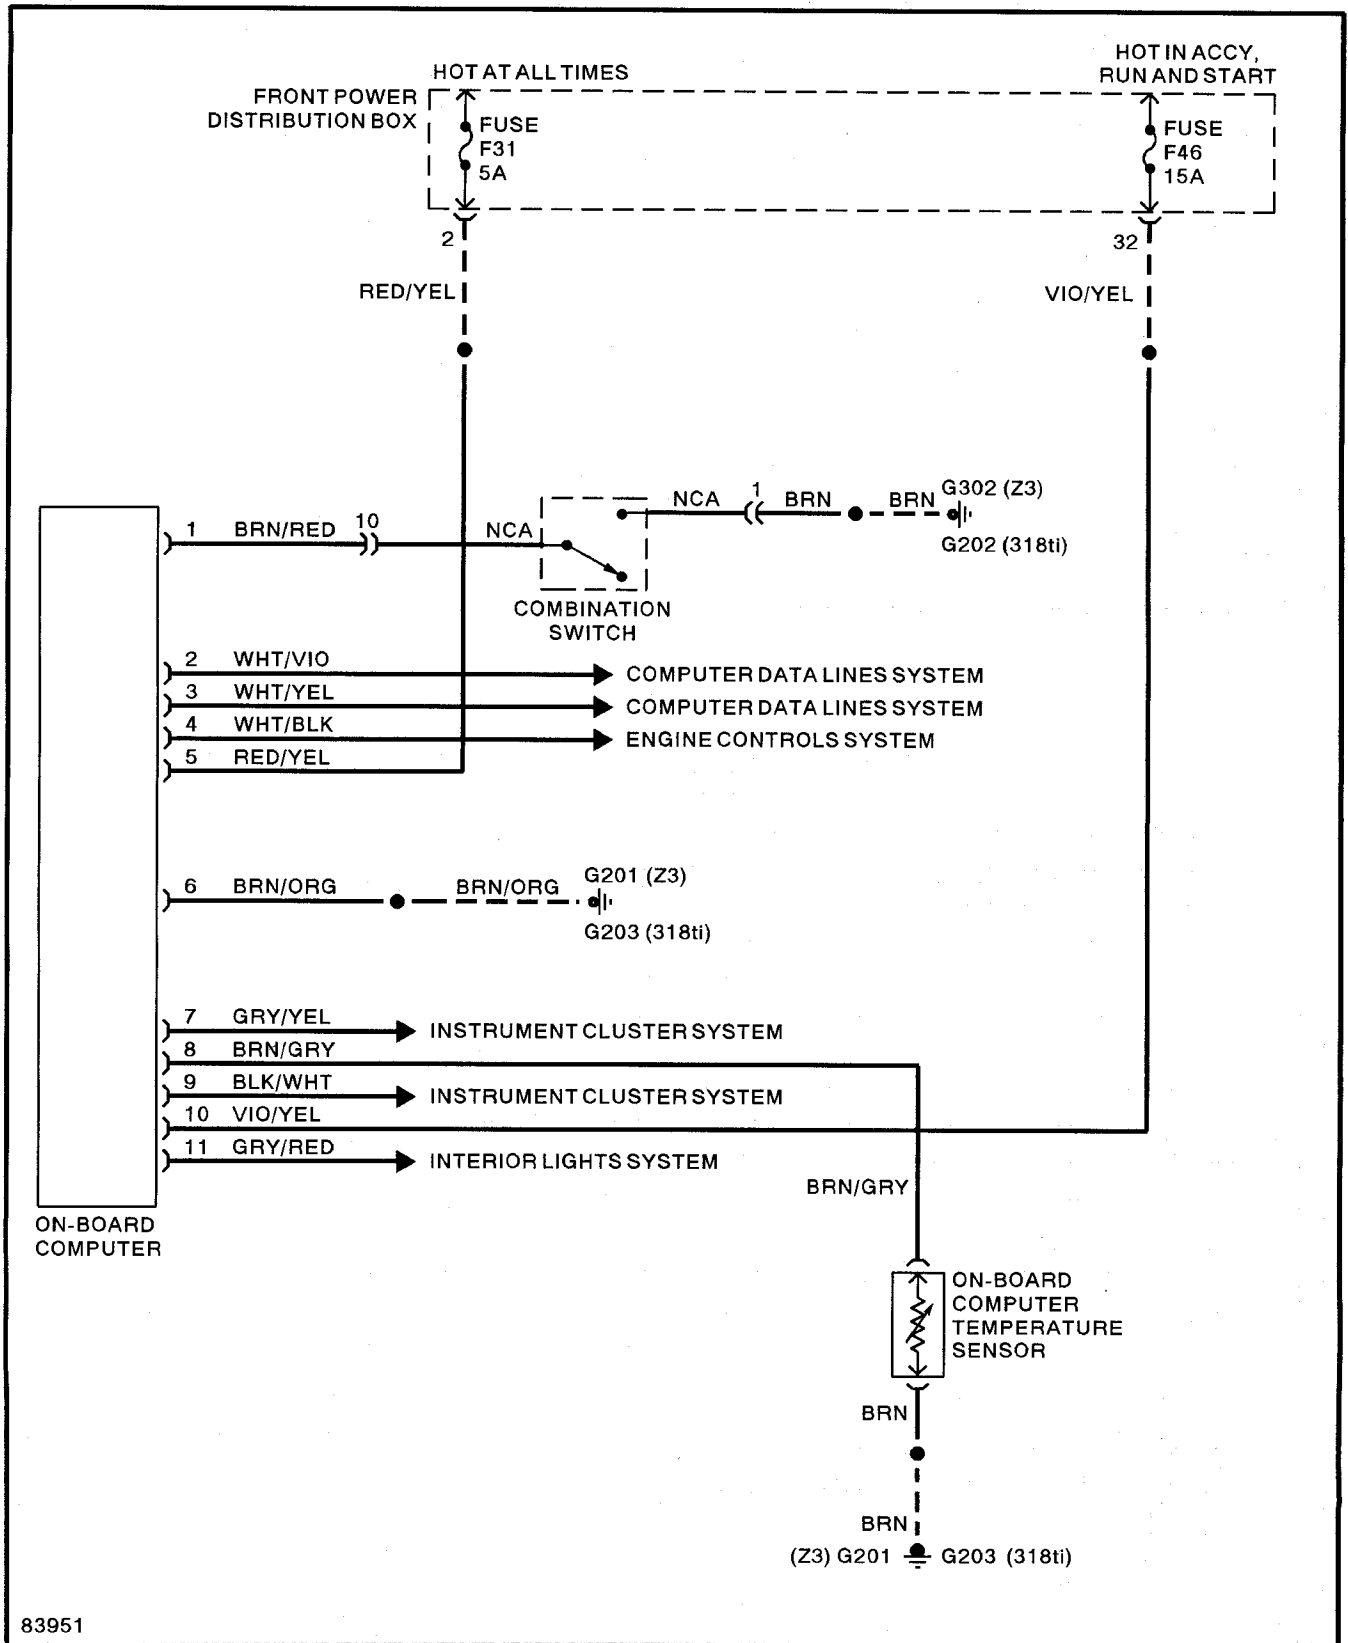 HOT AT ALL TIMES
HOT IN ACCY,
RUN AND START
FRONT POWER
DISTRIBUTION BOX
FUSE
F31
5A
FUSE
F46
15A
2
32
RED/YEL
VIO/YEL
1 BRN/RED 10 NCA
NCA 1 BRN BRN G302 (Z3)
G202 (318ti)
COMBINATION
SWITCH
2 WHT/VIO COMPUTER DATA LINES SYSTEM
3 WHT/YEL COMPUTER DATA LINES SYSTEM
4 WHT/BLK ENGINE CONTROLS SYSTEM
5 RED/YEL
6 BRN/ORG BRN/ORG G201 (Z3)
G203 (318ti)
7 GRY/YEL INSTRUMENT CLUSTER SYSTEM
8 BRN/GRY
9 BLK/WHT INSTRUMENT CLUSTER SYSTEM
10 VIO/YEL
11 GRY/RED INTERIOR LIGHTS SYSTEM
BRN/GRY
ON-BOARD
COMPUTER
ON-BOARD
COMPUTER
TEMPERATURE
SENSOR
BRN
BRN
(Z3) G201 G203 (318ti)
83951